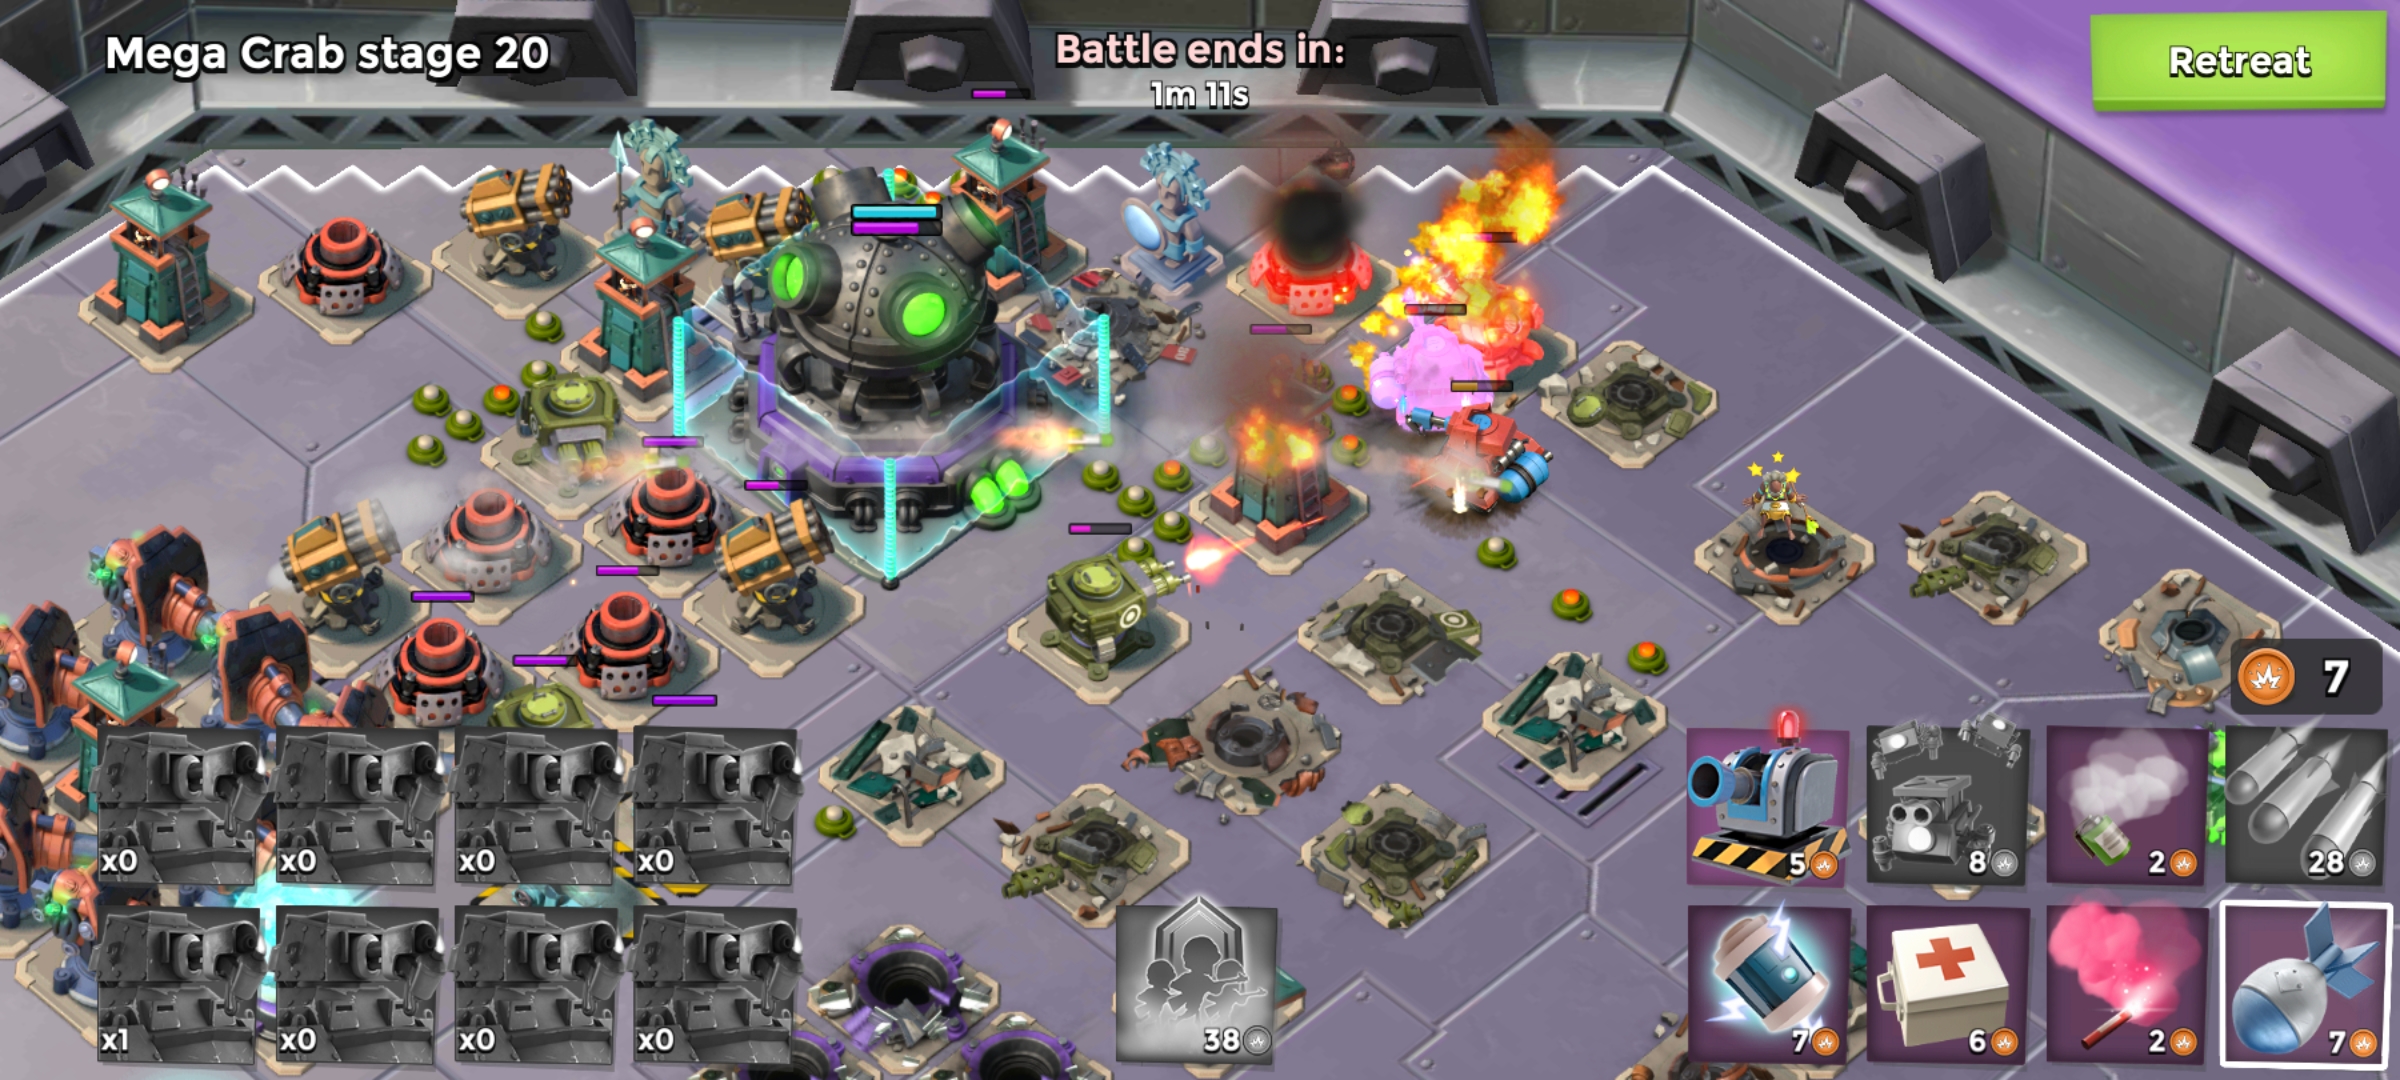 Mega Crab stage 20
Battle ends in:
1m 11s
Retreat
7
x0
x0
x0
x0
5
8
2
28
x1
x0
x0
x0
38
7
6
2
7